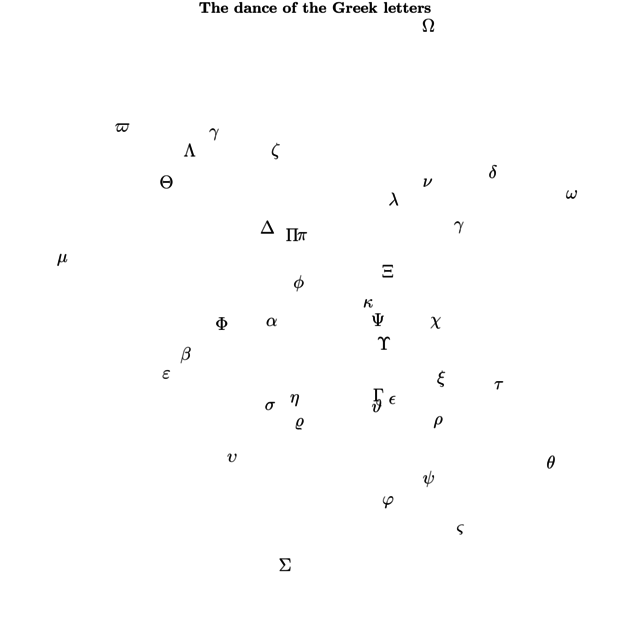 The dance of the Greek letters
Ω
ϖ γ
Λ ζ
δ
Θ ν
ω
λ
Δ γ
Ππ
μ
Ξ
ϕ
κ
Φ α Ψ χ
Υ
β
ε ξ
τ
η Γ ϵ
σ ϑ
ϱ ρ
υ θ
ψ
φ
ς
Σ